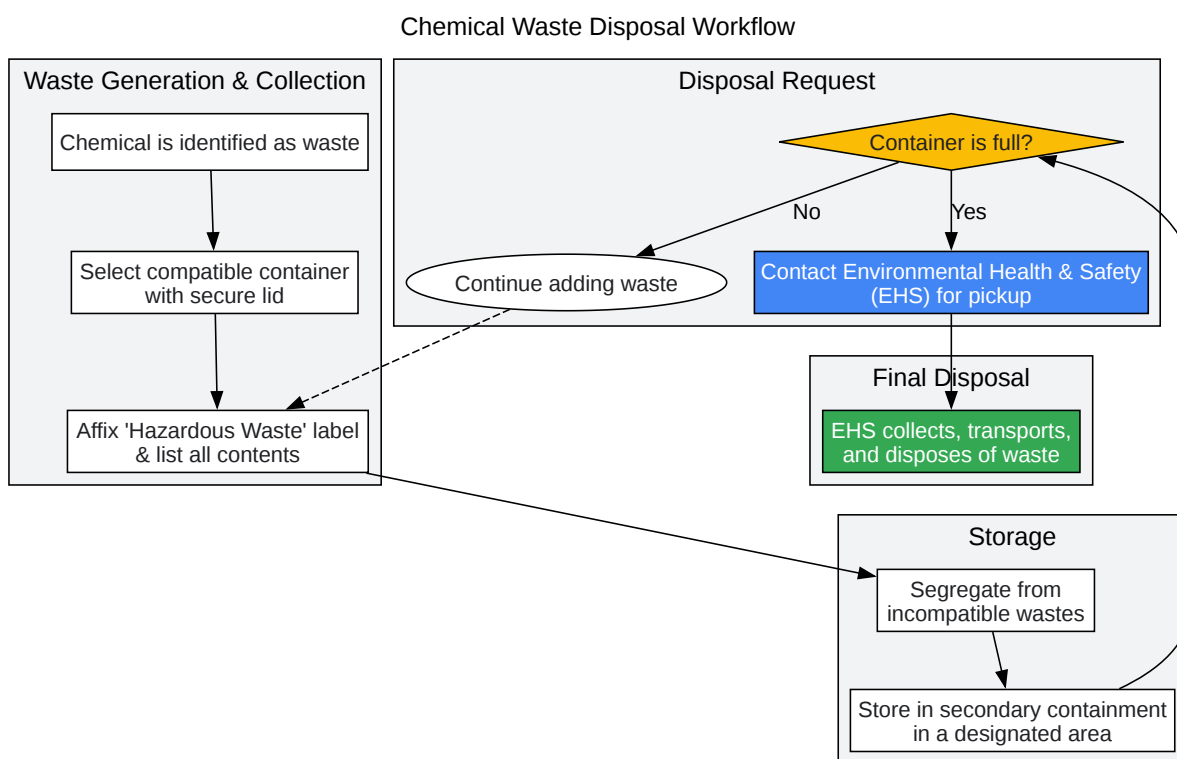 Chemical Waste Disposal Workflow
Waste Generation & Collection
Chemical is identified as waste
Select compatible container
with secure lid
Affix 'Hazardous Waste' label
& list all contents
Disposal Request
Container is full?
No
Yes
Continue adding waste
Contact Environmental Health & Safety
(EHS) for pickup
Final Disposal
EHS collects, transports,
and disposes of waste
Storage
Segregate from
incompatible wastes
Store in secondary containment
in a designated area